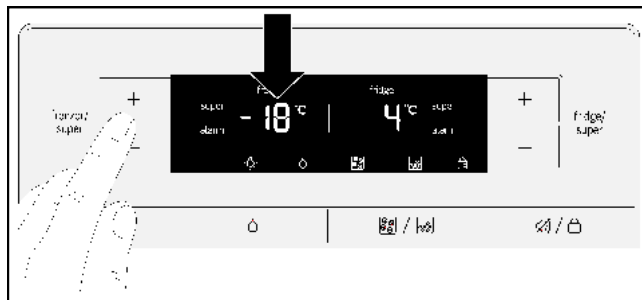 fridge
super -18 °C 4 °C super
alarm alarm
freezer/
super
+
−
+
−
fridge/
super
/
/